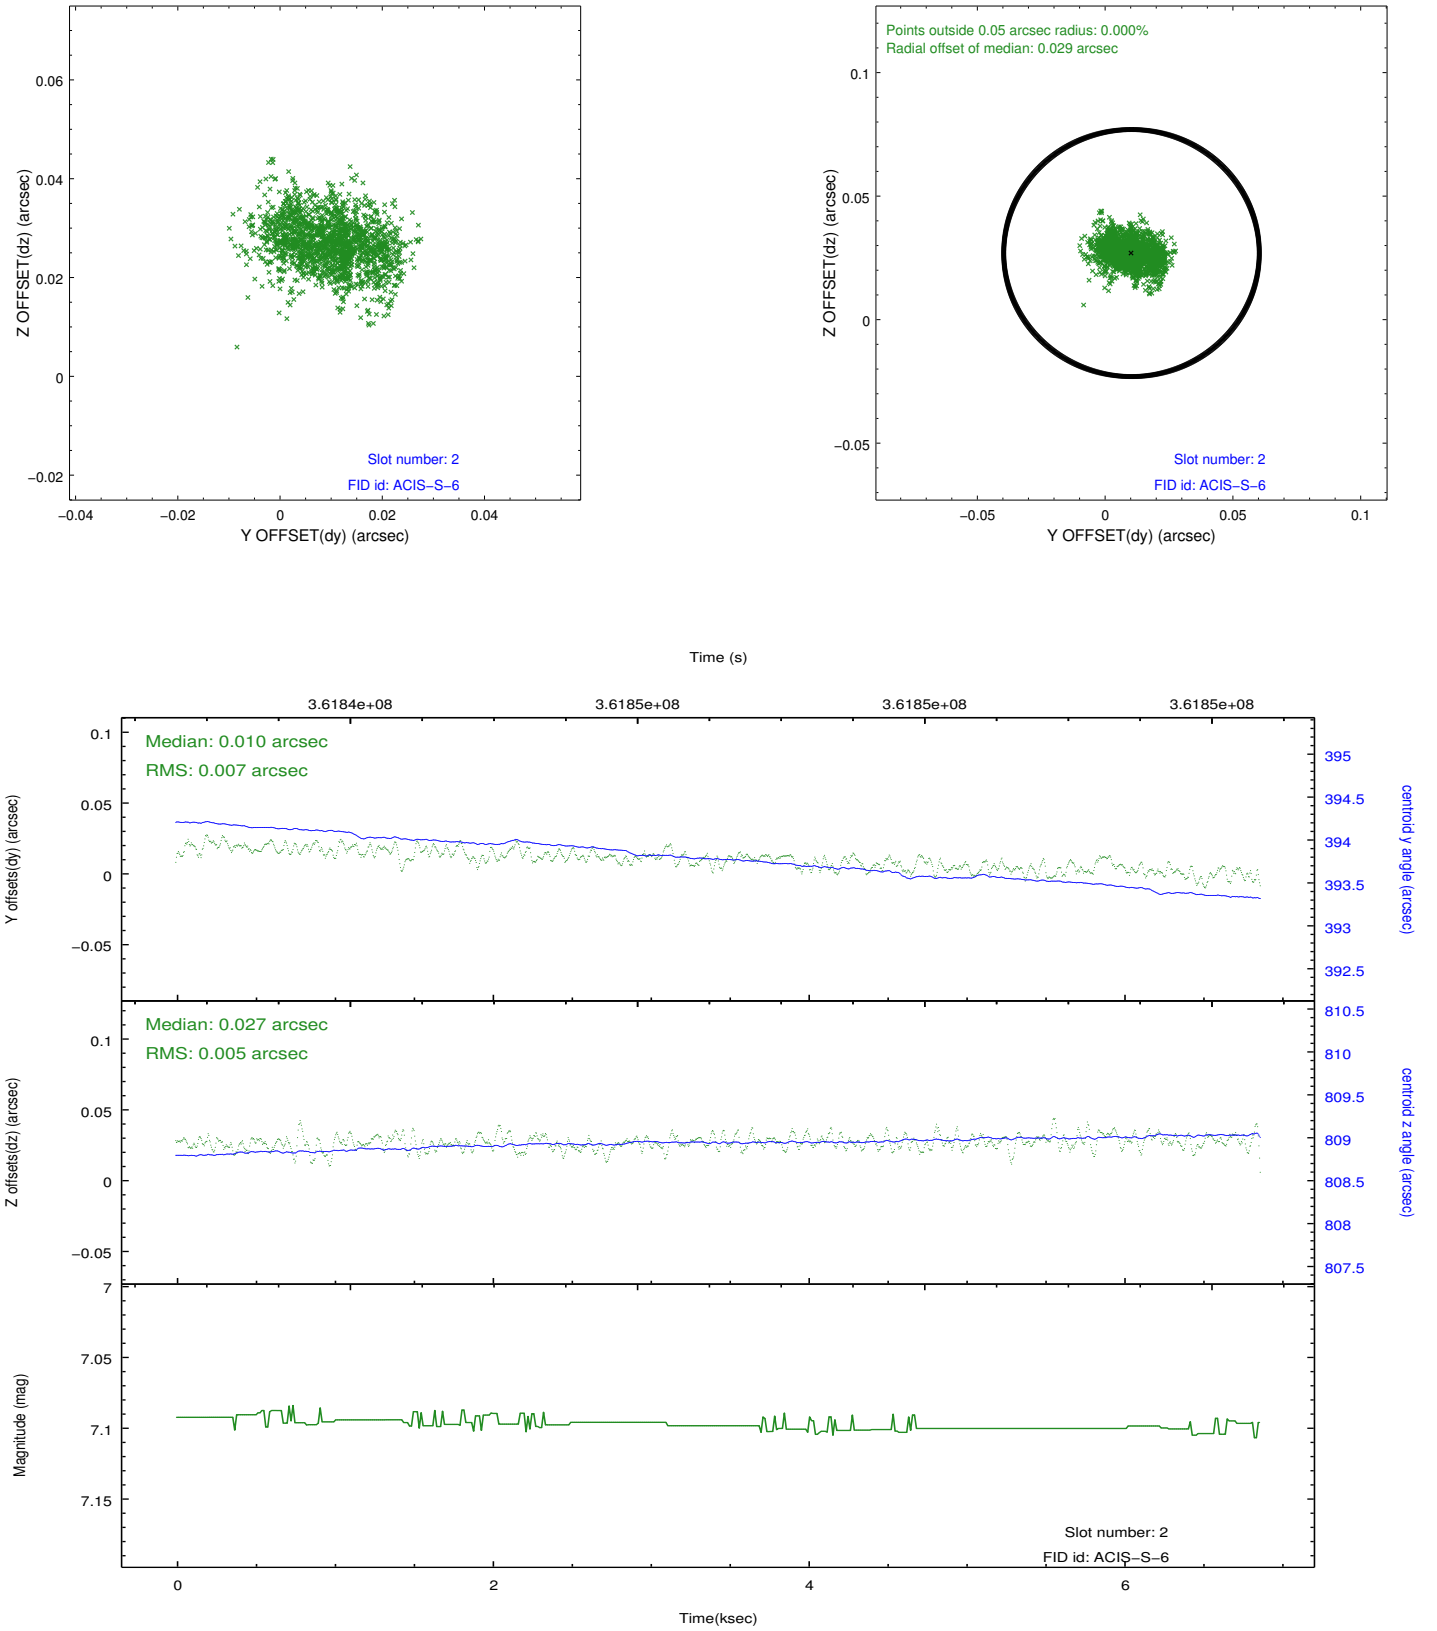 0.06
0.04
0.02
0
−0.02
Z OFFSET(dz) (arcsec)
Slot number: 2
FID id: ACIS−S−6
−0.04 −0.02 0 0.02 0.04
Y OFFSET(dy) (arcsec)
Points outside 0.05 arcsec radius: 0.000%
Radial offset of median: 0.029 arcsec
0.1
0.05
0
−0.05
Z OFFSET(dz) (arcsec)
Slot number: 2
FID id: ACIS−S−6
−0.05 0 0.05 0.1
Y OFFSET(dy) (arcsec)
Time (s)
3.6184e+08 3.6185e+08 3.6185e+08 3.6185e+08
Median: 0.010 arcsec
RMS: 0.007 arcsec
0.1
0.05
0
−0.05
Y offsets(dy) (arcsec)
395
394.5
394
393.5
393
392.5
centroid y angle (arcsec)
Median: 0.027 arcsec
RMS: 0.005 arcsec
0.1
0.05
0
−0.05
Z offsets(dz) (arcsec)
810.5
810
809.5
809
808.5
808
807.5
centroid z angle (arcsec)
7
7.05
7.1
7.15
Magnitude (mag)
Slot number: 2
FID id: ACIS−S−6
0 2 4 6
Time(ksec)